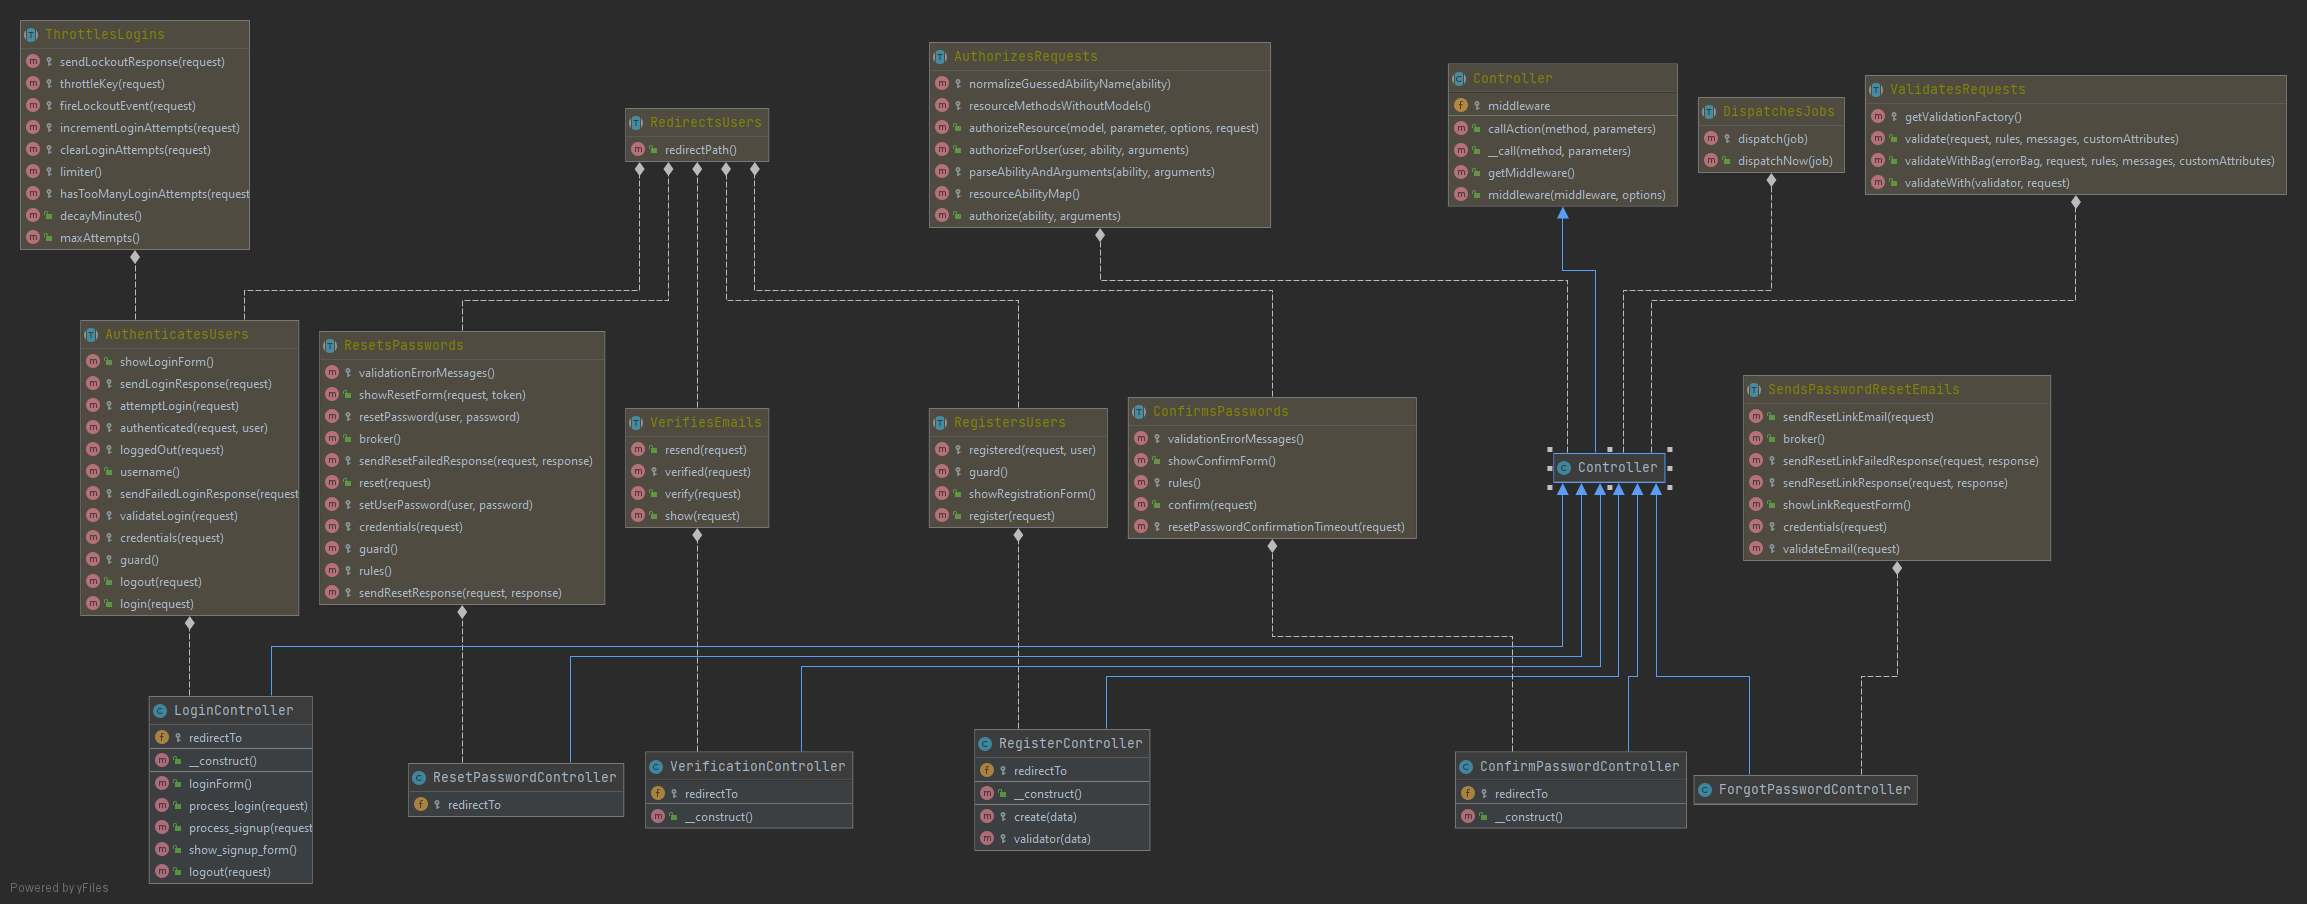 ThrottlesLogins
sendLockoutResponse(request)
throttleKey(request)
fireLockoutEvent(request)
incrementLoginAttempts(request)
clearLoginAttempts(request)
limiter()
hasTooManyLoginAttempts(request
decayMinutes()
maxAttempts()
RedirectsUsers
redirectPath()
AuthorizesRequests
normalizeGuessedAbilityName(ability)
resourceMethodsWithoutModels()
authorizeResource(model, parameter, options, request)
authorizeForUser(user, ability, arguments)
parseAbilityAndArguments(ability, arguments)
resourceAbilityMap()
authorize(ability, arguments)
Controller
middleware
callAction(method, parameters)
__call(method, parameters)
getMiddleware()
middleware(middleware, options)
DispatchesJobs
dispatch(job)
dispatchNow(job)
ValidatesRequests
getValidationFactory()
validate(request, rules, messages, customAttributes)
validateWithBag(errorBag, request, rules, messages, customAttributes)
validateWith(validator, request)
AuthenticatesUsers
showLoginForm()
sendLoginResponse(request)
attemptLogin(request)
authenticated(request, user)
loggedOut(request)
username()
sendFailedLoginResponse(request
validateLogin(request)
credentials(request)
guard()
logout(request)
login(request)
ResetsPasswords
validationErrorMessages()
showResetForm(request, token)
resetPassword(user, password)
broker()
sendResetFailedResponse(request, response)
reset(request)
setUserPassword(user, password)
credentials(request)
guard()
rules()
sendResetResponse(request, response)
VerifiesEmails
resend(request)
verified(request)
verify(request)
show(request)
RegistersUsers
registered(request, user)
guard()
showRegistrationForm()
register(request)
ConfirmsPasswords
validationErrorMessages()
showConfirmForm()
rules()
confirm(request)
resetPasswordConfirmationTimeout(request)
Controller
SendsPasswordResetEmails
sendResetLinkEmail(request)
broker()
sendResetLinkFailedResponse(request, response)
sendResetLinkResponse(request, response)
showLinkRequestForm()
credentials(request)
validateEmail(request)
LoginController
redirectTo
__construct()
loginForm()
process_login(request)
process_signup(request
show_signup_form()
logout(request)
ResetPasswordController
redirectTo
VerificationController
redirectTo
__construct()
RegisterController
redirectTo
__construct()
create(data)
validator(data)
ConfirmPasswordController
redirectTo
__construct()
ForgotPasswordController
Powered by yFiles